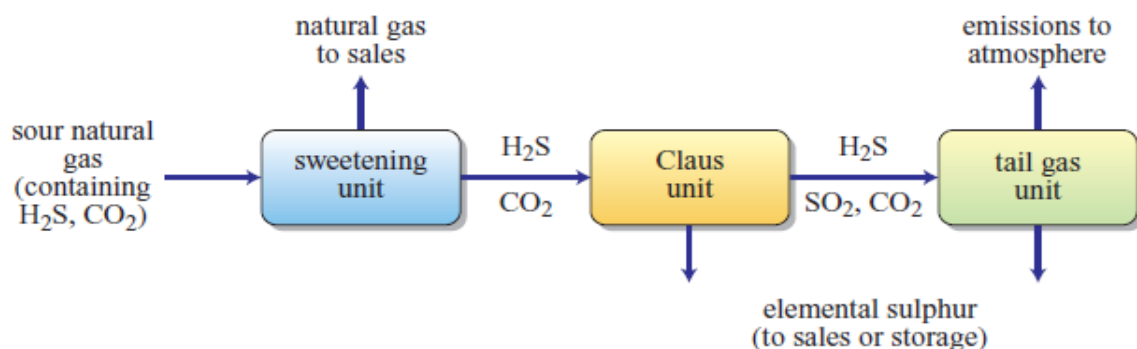 natural gas
to sales
emissions to
atmosphere
sour natural
gas
(containing
H₂S, CO₂)
sweetening
unit
H₂S
CO₂
Claus
unit
H₂S
SO₂, CO₂
tail gas
unit
elemental sulphur
(to sales or storage)